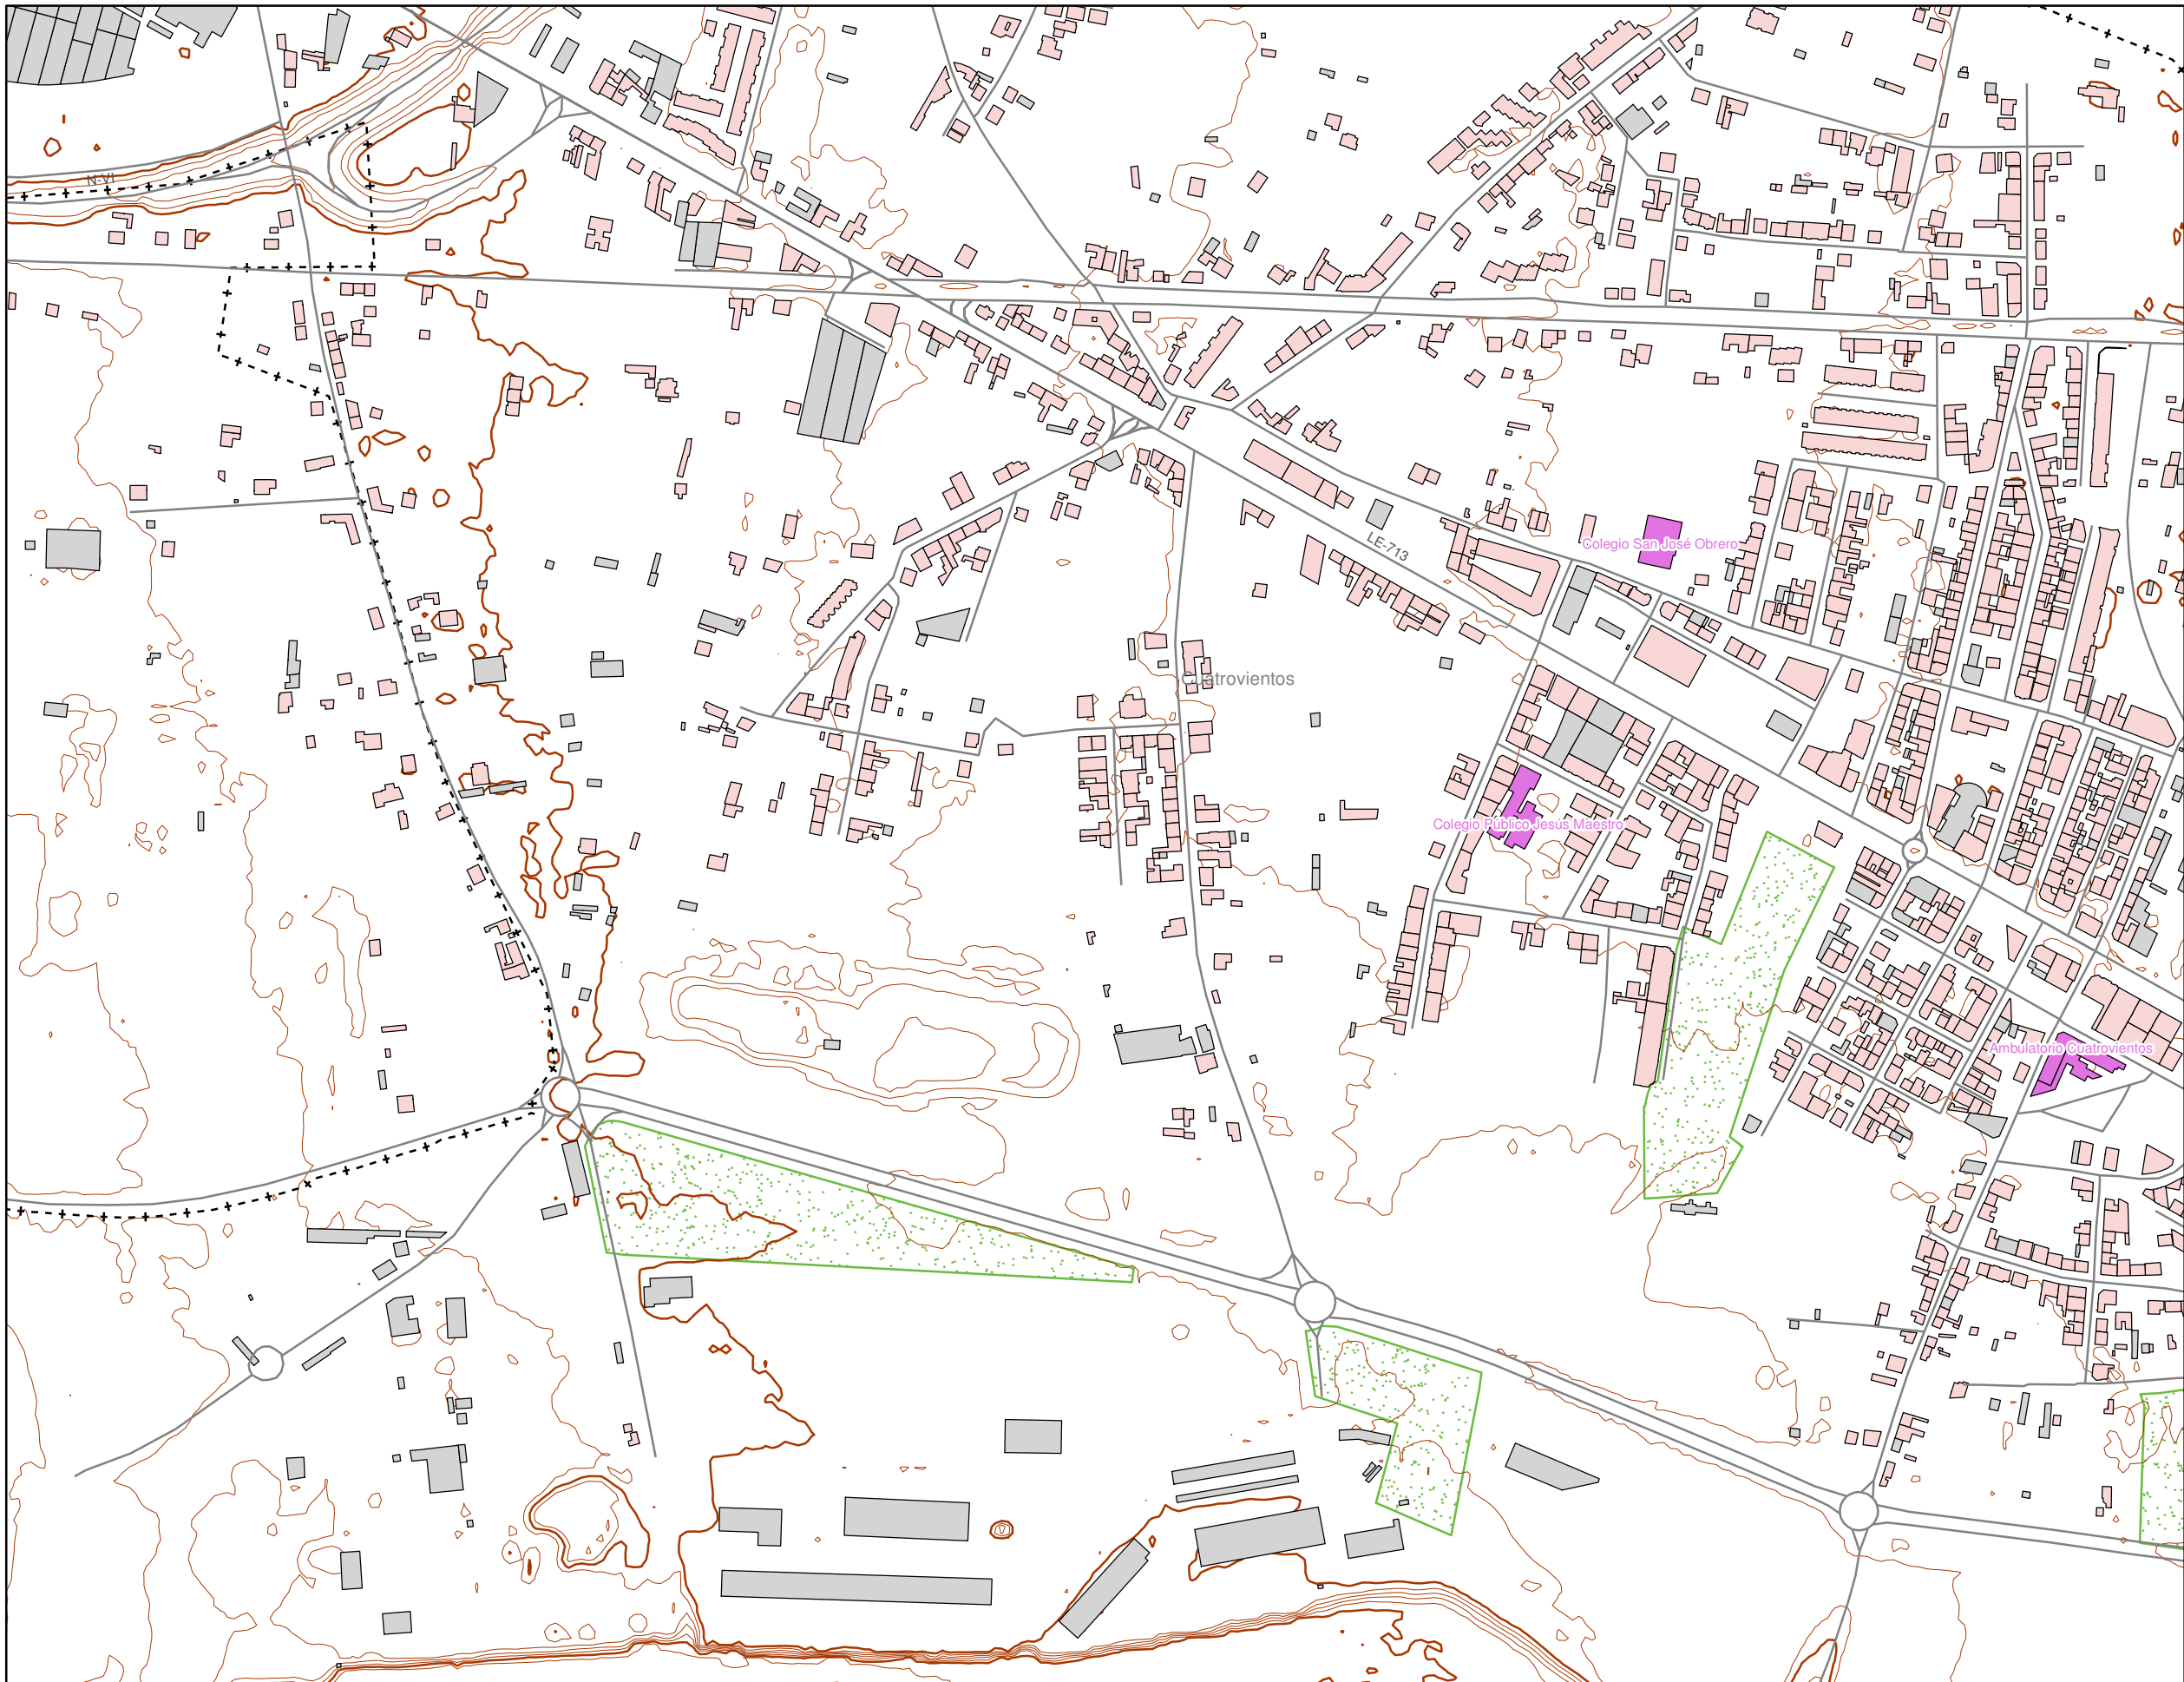 N-VI
Colegio San José Obrero
LE-713
Cuatrovientos
Colegio Público Jesús Maestro
Ambulatorio Cuatrovientos